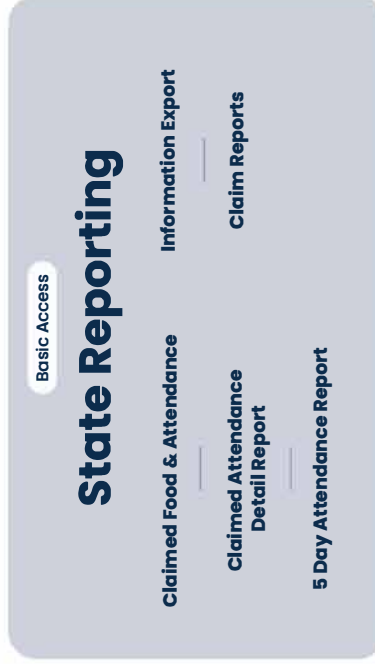 Basic Access
State Reporting
Claimed Food & Attendance
Claimed Attendance
Detail Report
5 Day Attendance Report
Information Export
Claim Reports